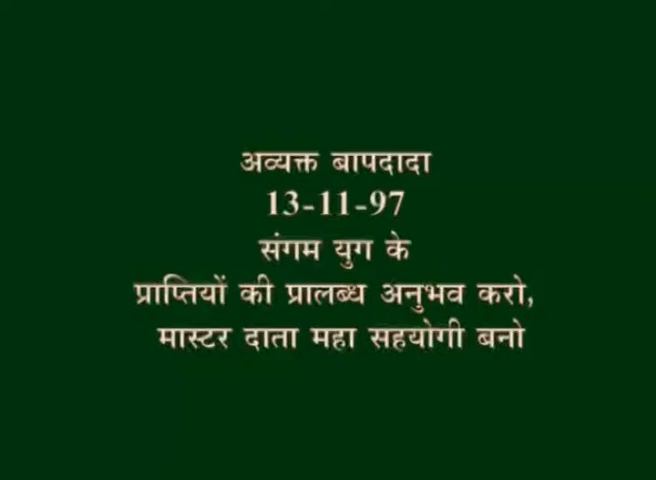 अव्यक्त बापदादा
13-11-97
संगम युग के
प्राप्तियों की प्रालब्ध अनुभव करो,
मास्टर दाता महा सहयोगी बनो